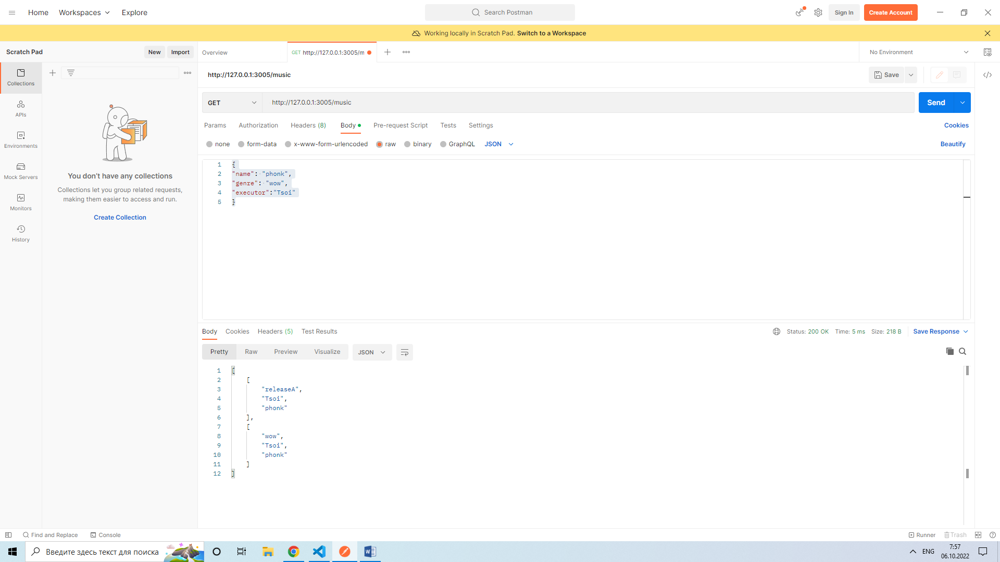 Home Workspaces Explore Search Postman Sign In Create Account
Working locally in Scratch Pad. Switch to a Workspace
Scratch Pad New Import Overview GET http://127.0.0.1:3005/m No Environment
Collections
APIs
Environments
Mock Servers
Monitors
History
You don't have any collections
Collections let you group related requests,
making them easier to access and run.
Create Collection
http://127.0.0.1:3005/music Save
GET http://127.0.0.1:3005/music Send
Params Authorization Headers (8) Body Pre-request Script Tests Settings Cookies
none form-data x-www-form-urlencoded raw binary GraphQL JSON Beautify
1 {
2 "name": "phonk",
3 "genre": "wow",
4 "executor":"Tsoi"
5 }
Body Cookies Headers (5) Test Results Status: 200 OK Time: 5 ms Size: 218 B Save Response
Pretty Raw Preview Visualize JSON
1 [
2 [
3 "releaseA",
4 "Tsoi",
5 "phonk"
6 ],
7 [
8 "wow",
9 "Tsoi",
10 "phonk"
11 ]
12 ]
Find and Replace Console Runner Trash
Введите здесь текст для поиска ENG 7:57
06.10.2022